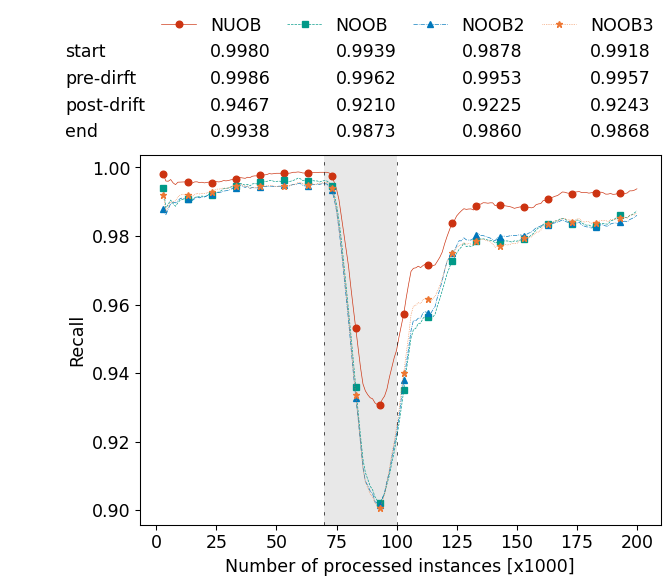 NUOB NOOB NOOB2 NOOB3
start 0.9980 0.9939 0.9878 0.9918
pre-dirft 0.9986 0.9962 0.9953 0.9957
post-drift 0.9467 0.9210 0.9225 0.9243
end 0.9938 0.9873 0.9860 0.9868
1.00
0.98
0.96
0.94
0.92
0.90
Recall
0 25 50 75 100 125 150 175 200
Number of processed instances [x1000]